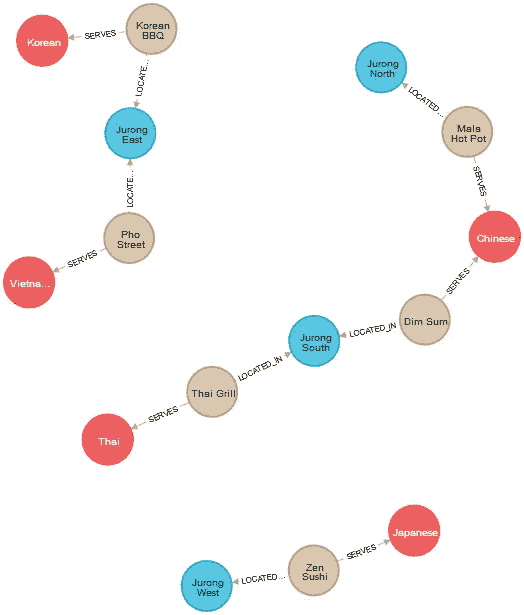 Korean
SERVES
Korean
BBQ
LOCATE...
Jurong
East
LOCATE...
Pho
Street
SERVES
Vietna...
Jurong
North
LOCATED...
Mala
Hot Pot
SERVES
Chinese
SERVES
Dim Sum
LOCATED_IN
Jurong
South
LOCATED_IN
Thai Grill
SERVES
Thai
Japanese
SERVES
Zen
Sushi
LOCATED...
Jurong
West